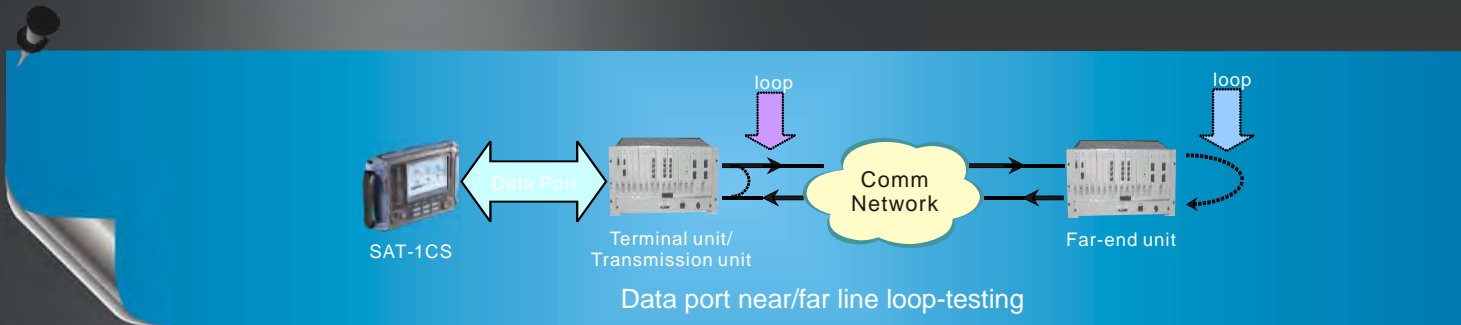 loop
loop
Data Port
Comm
Network
SAT-1CS
Terminal unit/
Transmission unit
Far-end unit
Data port near/far line loop-testing